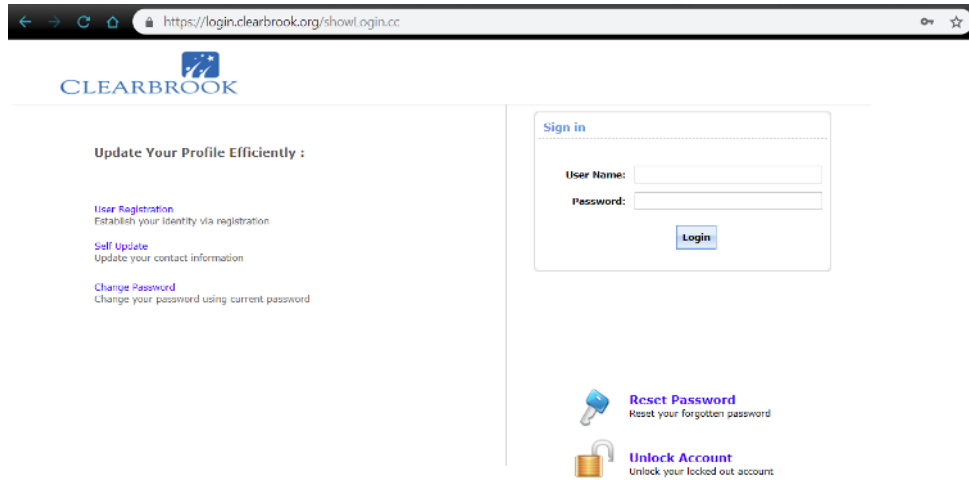 https://login.clearbrook.org/showLogin.cc
CLEARBROOK
Update Your Profile Efficiently :
User Registration
Establish your identity via registration
Self Update
Update your contact information
Change Password
Change your password using current password
Sign in
User Name:
Password:
Login
Reset Password
Reset your forgotten password
Unlock Account
Unlock your locked out account